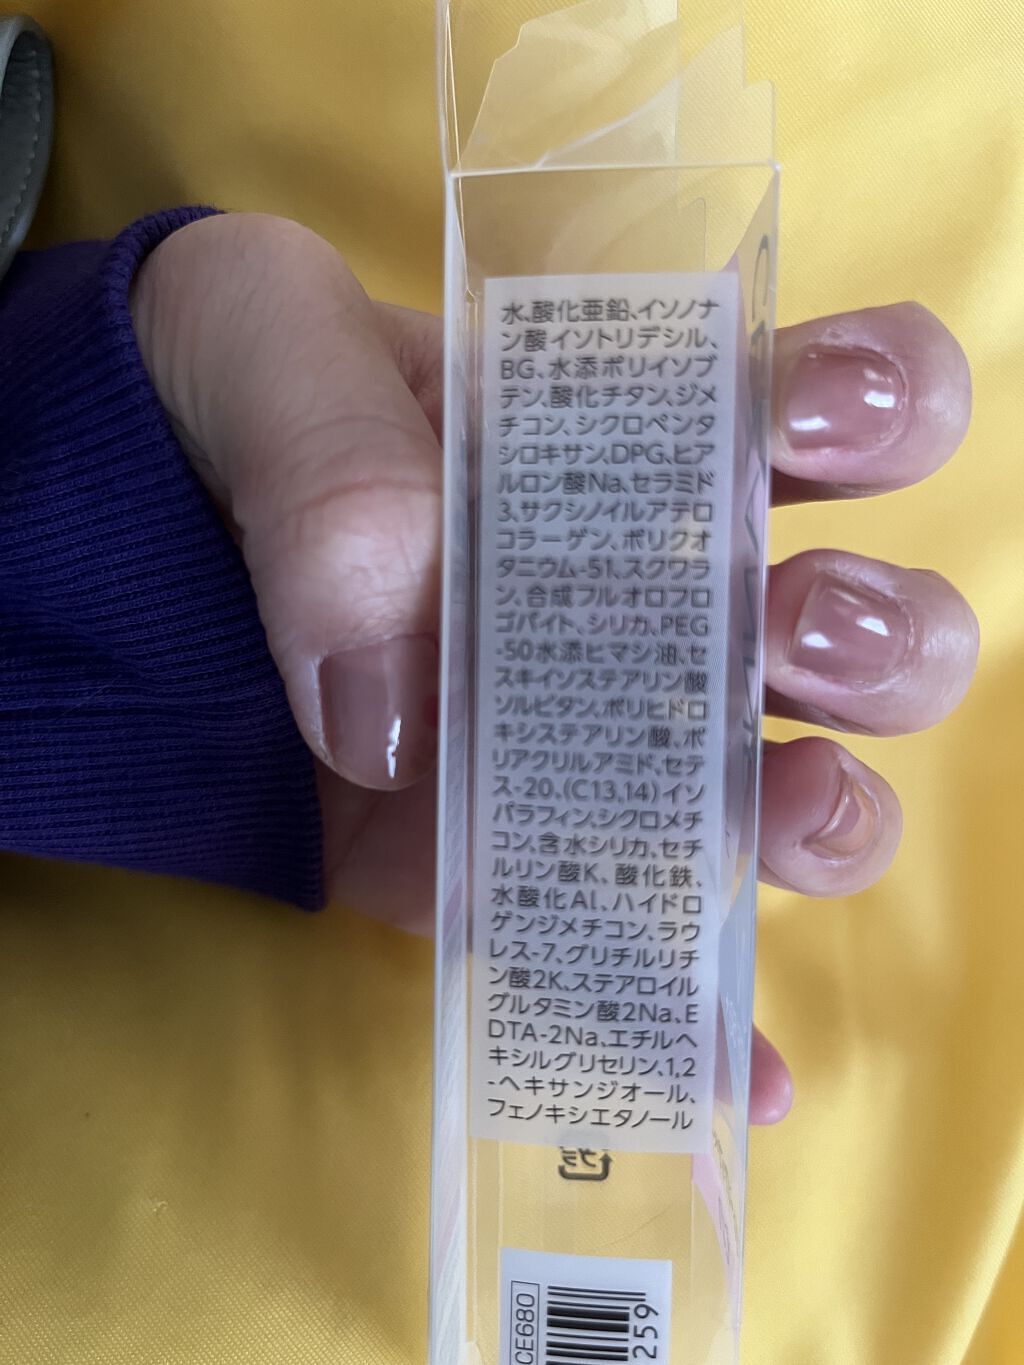 水、酸化亜鉛、イソノナ
ン酸イソトリデシル、
BG、水添ポリイソブ
テン、酸化チタン、ジメ
チコン、シクロペンタ
シロキサン、DPG、ヒア
ルロン酸Na、セラミド
3、サクシノイルアテロ
コラーゲン、ポリクオ
タニウム-51、スクワラ
ン、合成フルオロフロ
ゴパイト、シリカ、PEG
-50水添ヒマシ油、セ
スキイソステアリン酸
ソルビタン、ポリヒドロ
キシステアリン酸、ポ
リアクリルアミド、セテ
ス-20、(C13,14)イソ
パラフィン、シクロメチ
コン、含水シリカ、セチ
ルリン酸K、酸化鉄、
水酸化Al、ハイドロ
ゲンジメチコン、ラウ
レス-7、グリチルリチ
ン酸2K、ステアロイル
グルタミン酸2Na、E
DTA-2Na、エチルヘ
キシルグリセリン、1,2
-ヘキサンジオール、
フェノキシエタノール
プラ
CE680
259